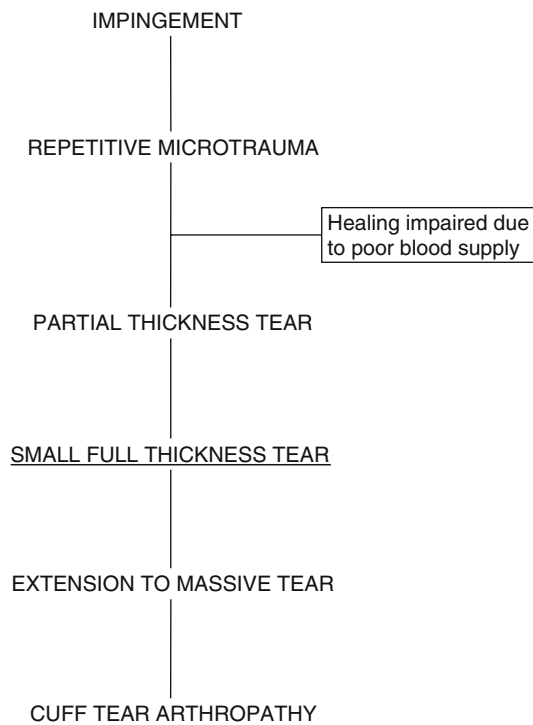 IMPINGEMENT
REPETITIVE MICROTRAUMA
Healing impaired due
to poor blood supply
PARTIAL THICKNESS TEAR
SMALL FULL THICKNESS TEAR
EXTENSION TO MASSIVE TEAR
CUFF TEAR ARTHROPATHY